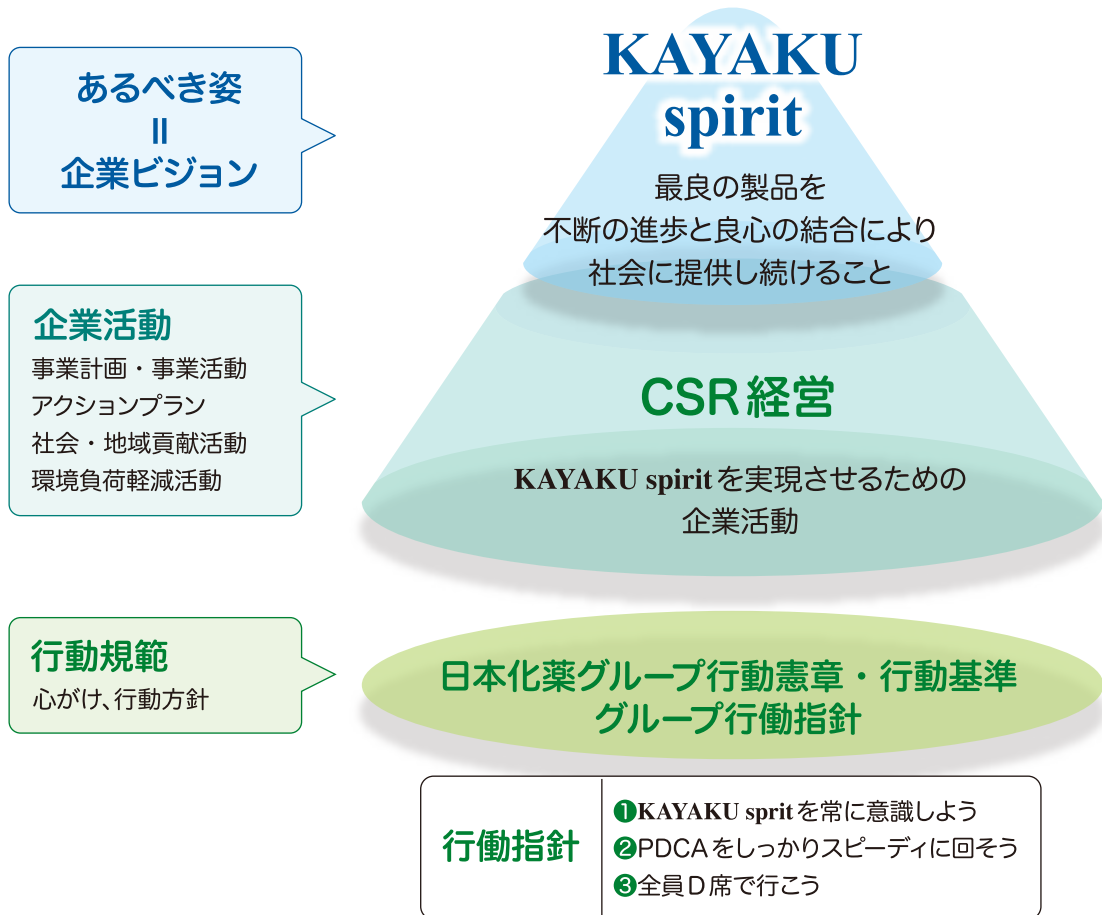 あるべき姿
=
企業ビジョン
KAYAKU
spirit
最良の製品を
不断の進歩と良心の結合により
社会に提供し続けること
企業活動
事業計画・事業活動
アクションプラン
社会・地域貢献活動
環境負荷軽減活動
CSR経営
KAYAKU spiritを実現させるための
企業活動
行動規範
心がけ、行動方針
日本化薬グループ行動憲章・行動基準
グループ行働指針
行働指針
❶KAYAKU spritを常に意識しよう
❷PDCAをしっかりスピーディに回そう
❸全員D席で行こう